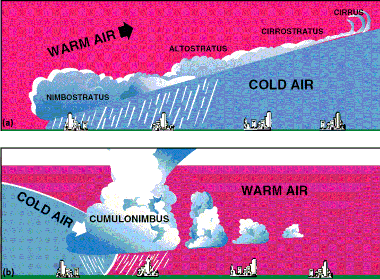 CIRRUS
CIRROSTRATUS
WARM AIR
ALTOSTRATUS
COLD AIR
NIMBOSTRATUS
(a)
COLD AIR
CUMULONIMBUS
WARM AIR
(b)